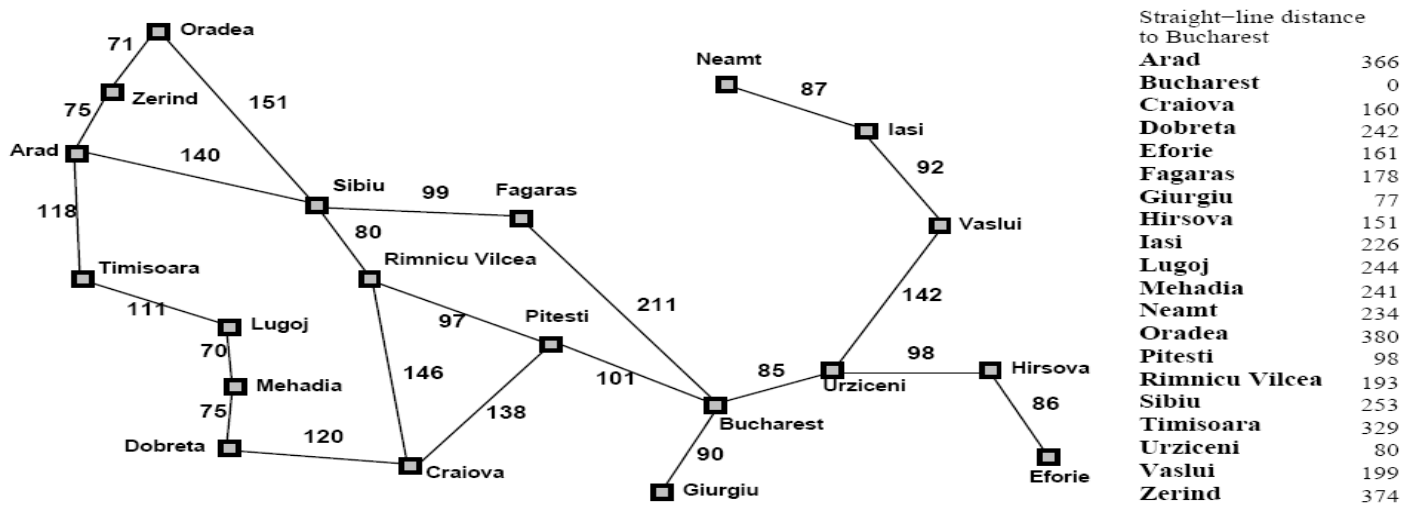 Oradea
71
Neamt
87
Zerind
151
75
Iasi
Arad
140
92
Sibiu
99
Fagaras
118
80
Vaslui
Timisoara
Rimnicu Vilcea
142
211
111
Lugoj
97
Pitesti
70
98
Hirsova
146
101
85
Urziceni
Mehadia
138
86
75
Bucharest
Dobreta
120
90
Craiova
Eforie
Giurgiu
Straight−line distance
to Bucharest
Arad 366
Bucharest 0
Craiova 160
Dobreta 242
Eforie 161
Fagaras 178
Giurgiu 77
Hirsova 151
Iasi 226
Lugoj 244
Mehadia 241
Neamt 234
Oradea 380
Pitesti 98
Rimnicu Vilcea 193
Sibiu 253
Timisoara 329
Urziceni 80
Vaslui 199
Zerind 374